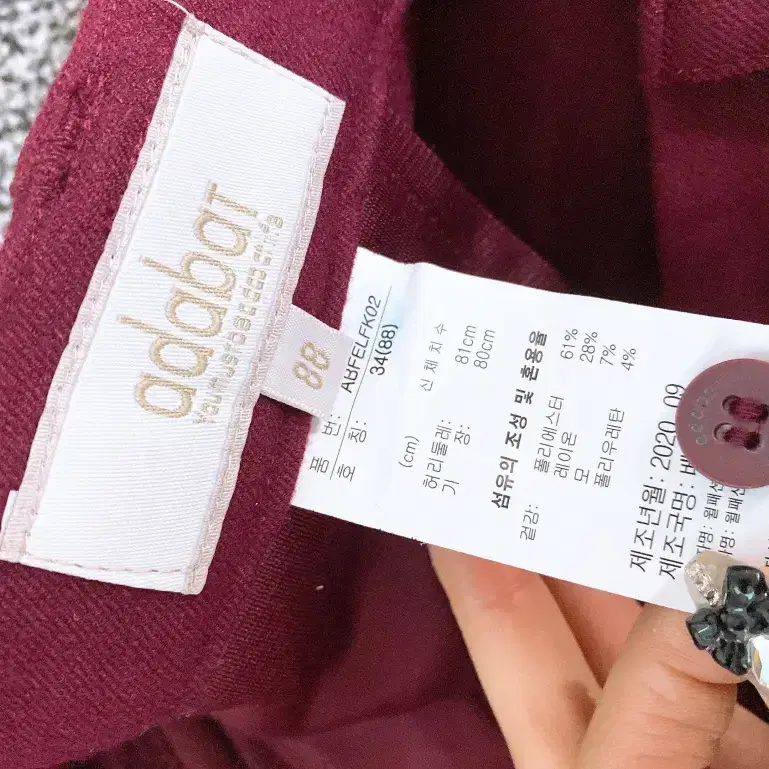 adabat
88
품 번: ABFELFK02
호 칭: 34(88)
(cm) 신체치수
허리둘레: 81cm
기 장: 80cm
섬유의 조성 및 혼용율
겉감: 폴리에스터 61%
레이온 28%
모 7%
폴리우레탄 4%
제조년월: 2020. 09
제조국명: